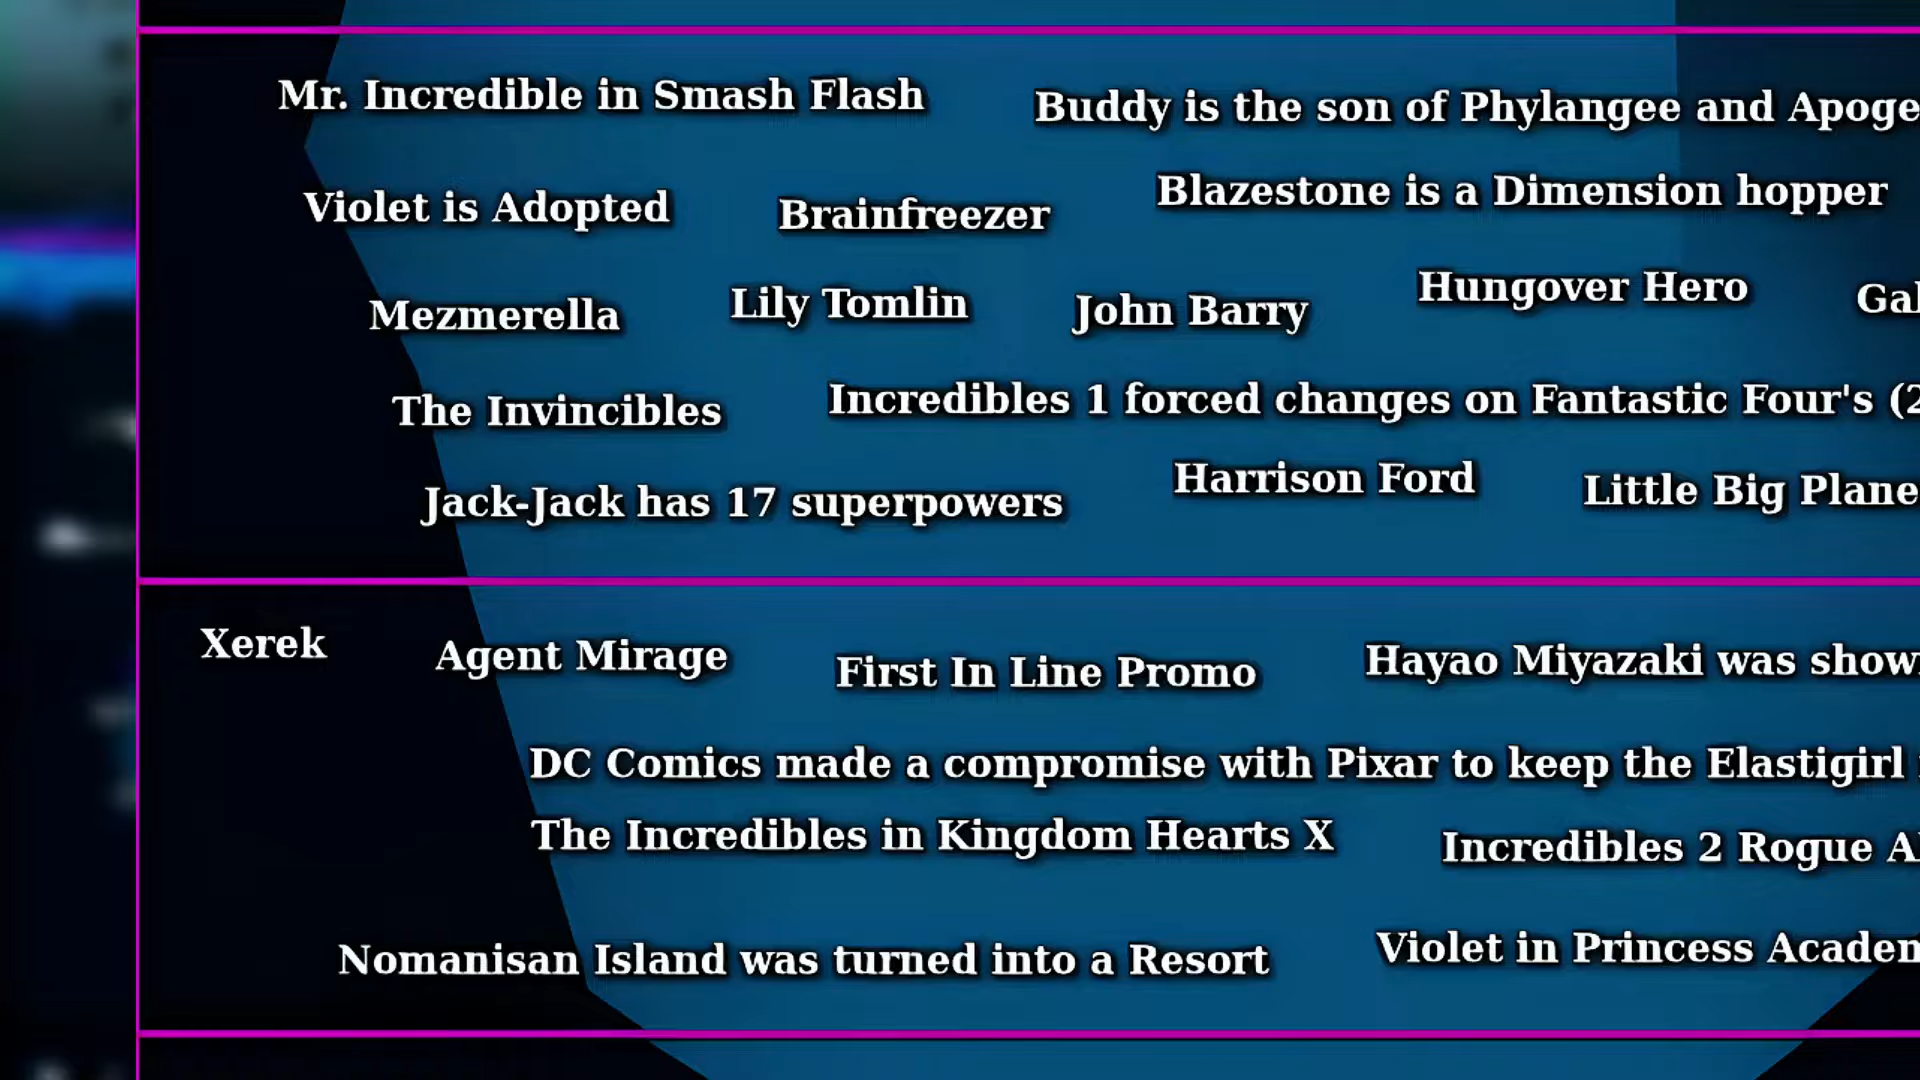 Mr. Incredible in Smash Flash
Buddy is the son of Phylangee and Apoge
Violet is Adopted
Brainfreezer
Blazestone is a Dimension hopper
Mezmerella
Lily Tomlin
John Barry
Hungover Hero
Gal
The Invincibles
Incredibles 1 forced changes on Fantastic Four's (2
Jack-Jack has 17 superpowers
Harrison Ford
Little Big Plane
Xerek
Agent Mirage
First In Line Promo
Hayao Miyazaki was show
DC Comics made a compromise with Pixar to keep the Elastigirl
The Incredibles in Kingdom Hearts X
Incredibles 2 Rogue A
Nomanisan Island was turned into a Resort
Violet in Princess Academ